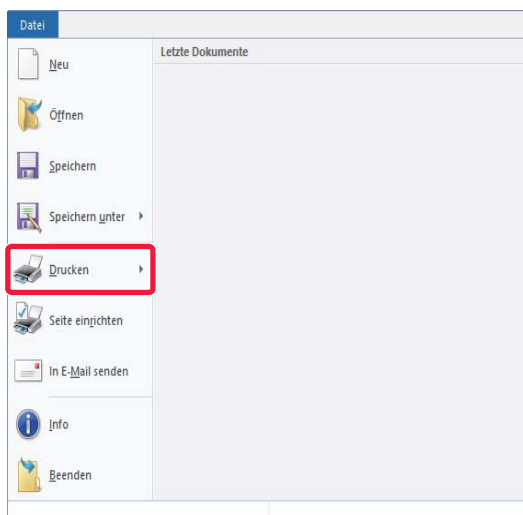 Datei
Letzte Dokumente
Neu
Öffnen
Speichern
Speichern unter
Drucken
Seite einrichten
In E-Mail senden
Info
Beenden